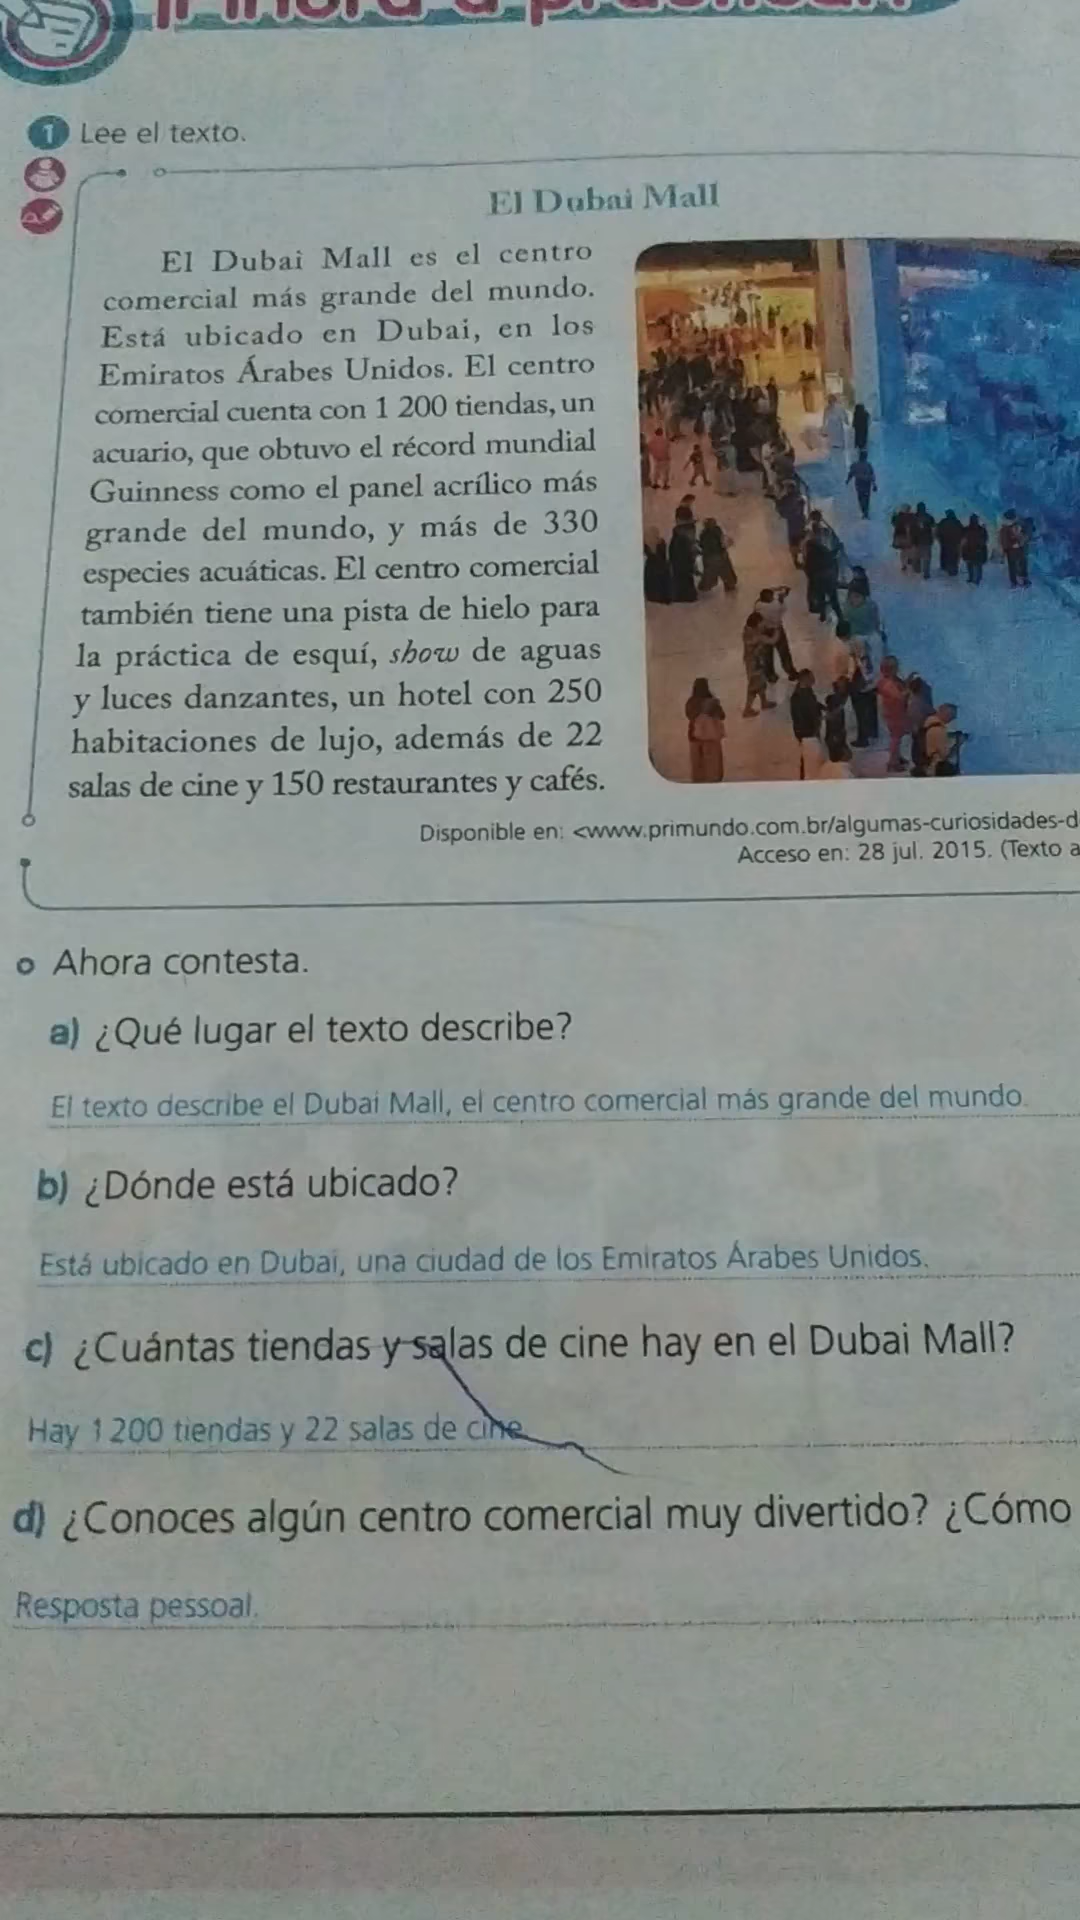 ¡Ahora a practicar!
1 Lee el texto.
El Dubai Mall
El Dubai Mall es el centro
comercial más grande del mundo.
Está ubicado en Dubai, en los
Emiratos Árabes Unidos. El centro
comercial cuenta con 1 200 tiendas, un
acuario, que obtuvo el récord mundial
Guinness como el panel acrílico más
grande del mundo, y más de 330
especies acuáticas. El centro comercial
también tiene una pista de hielo para
la práctica de esquí, show de aguas
y luces danzantes, un hotel con 250
habitaciones de lujo, además de 22
salas de cine y 150 restaurantes y cafés.
Disponible en: <www.primundo.com.br/algumas-curiosidades-d
Acceso en: 28 jul. 2015. (Texto a
Ahora contesta.
a) ¿Qué lugar el texto describe?
El texto describe el Dubai Mall, el centro comercial más grande del mundo.
b) ¿Dónde está ubicado?
Está ubicado en Dubai, una ciudad de los Emiratos Árabes Unidos.
c) ¿Cuántas tiendas y salas de cine hay en el Dubai Mall?
Hay 1 200 tiendas y 22 salas de cine
d) ¿Conoces algún centro comercial muy divertido? ¿Cómo
Resposta pessoal.